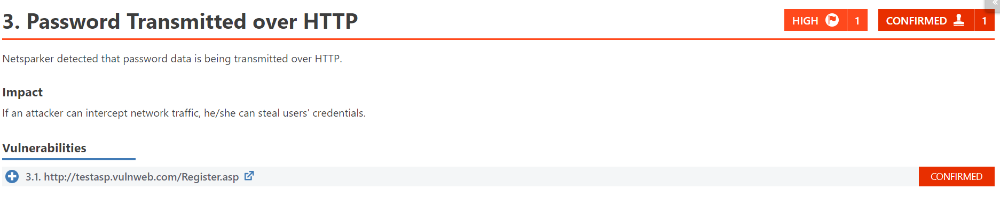 3. Password Transmitted over HTTP
HIGH 1 CONFIRMED 1
Netsparker detected that password data is being transmitted over HTTP.
Impact
If an attacker can intercept network traffic, he/she can steal users' credentials.
Vulnerabilities
3.1. http://testasp.vulnweb.com/Register.asp CONFIRMED